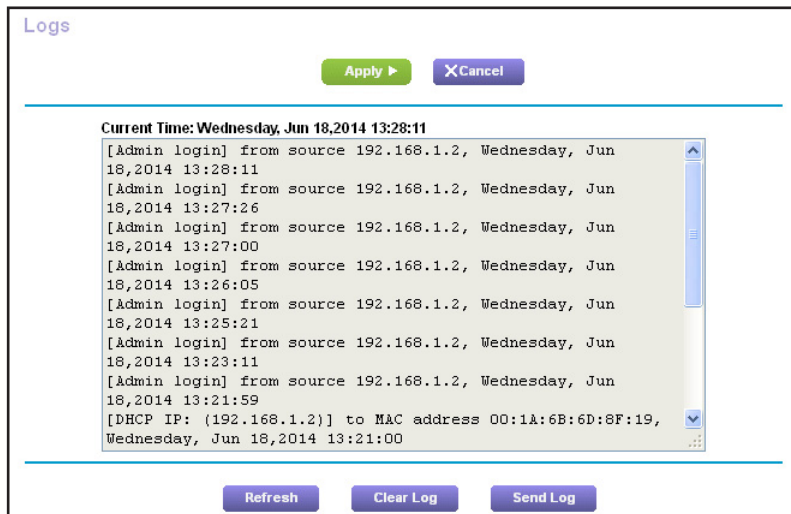 Logs
Apply ▶
XCancel
Current Time: Wednesday, Jun 18,2014 13:28:11
[Admin login] from source 192.168.1.2, Wednesday, Jun
18,2014 13:28:11
[Admin login] from source 192.168.1.2, Wednesday, Jun
18,2014 13:27:26
[Admin login] from source 192.168.1.2, Wednesday, Jun
18,2014 13:27:00
[Admin login] from source 192.168.1.2, Wednesday, Jun
18,2014 13:26:05
[Admin login] from source 192.168.1.2, Wednesday, Jun
18,2014 13:25:21
[Admin login] from source 192.168.1.2, Wednesday, Jun
18,2014 13:23:11
[Admin login] from source 192.168.1.2, Wednesday, Jun
18,2014 13:21:59
[DHCP IP: (192.168.1.2)] to MAC address 00:1A:6B:6D:8F:19,
Wednesday, Jun 18,2014 13:21:00
Refresh
Clear Log
Send Log